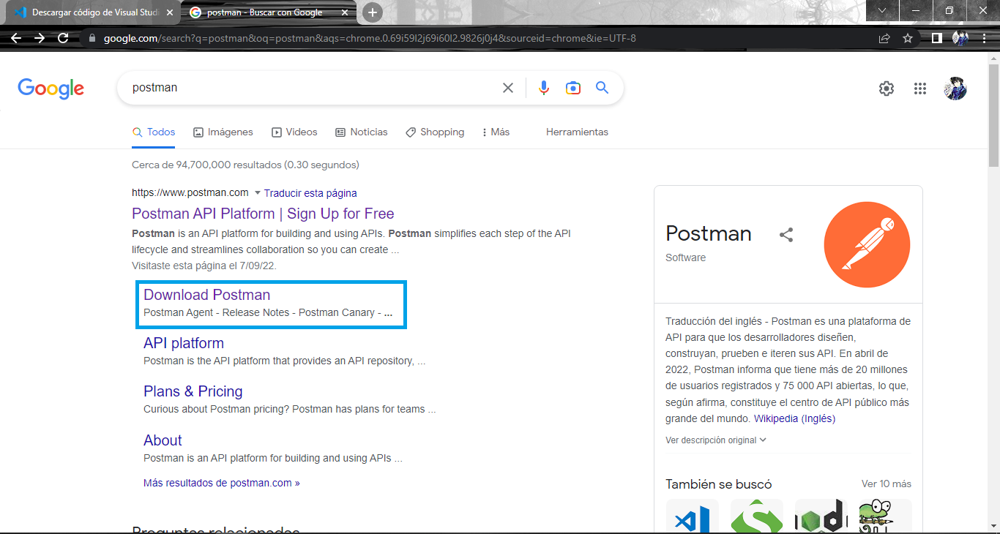 Descargar código de Visual Studi
postman - Buscar con Google
google.com/search?q=postman&oq=postman&aqs=chrome.0.69i59l2j69i60l2.9826j0j4&sourceid=chrome&ie=UTF-8
Google
postman
Todos
Imágenes
Videos
Noticias
Shopping
Más
Herramientas
Cerca de 94,700,000 resultados (0.30 segundos)
https://www.postman.com
Traducir esta página
Postman API Platform | Sign Up for Free
Postman is an API platform for building and using APIs. Postman simplifies each step of the API
lifecycle and streamlines collaboration so you can create ...
Visitaste esta página el 7/09/22.
Download Postman
Postman Agent - Release Notes - Postman Canary - ...
API platform
Postman is the API platform that provides an API repository, ...
Plans & Pricing
Curious about Postman pricing? Postman has plans for teams ...
About
Postman is an API platform for building and using APIs ...
Más resultados de postman.com »
Preguntas relacionadas
Postman
Software
Traducción del inglés - Postman es una plataforma de
API para que los desarrolladores diseñen,
construyan, prueben e iteren sus API. En abril de
2022, Postman informa que tiene más de 20 millones
de usuarios registrados y 75 000 API abiertas, lo que,
según afirma, constituye el centro de API público más
grande del mundo. Wikipedia (Inglés)
Ver descripción original
También se buscó
Ver 10 más